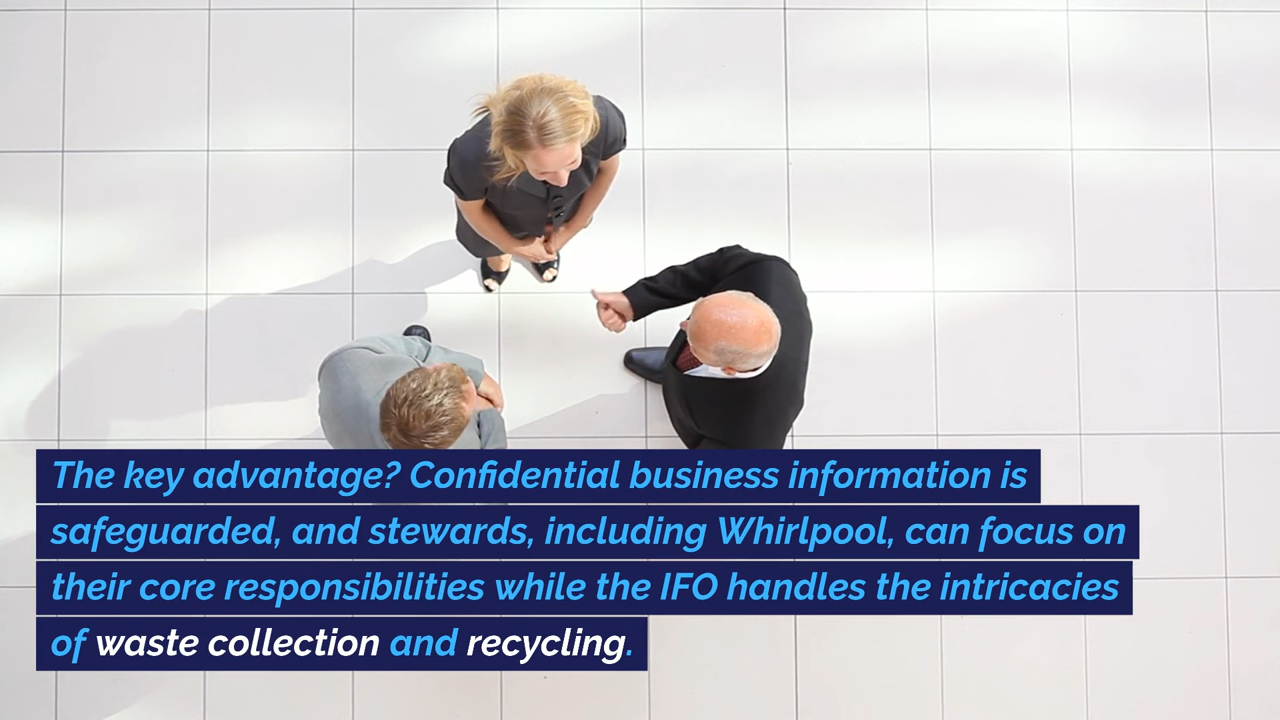 The key advantage? Confidential business information is
safeguarded, and stewards, including Whirlpool, can focus on
their core responsibilities while the IFO handles the intricacies
of waste collection and recycling.